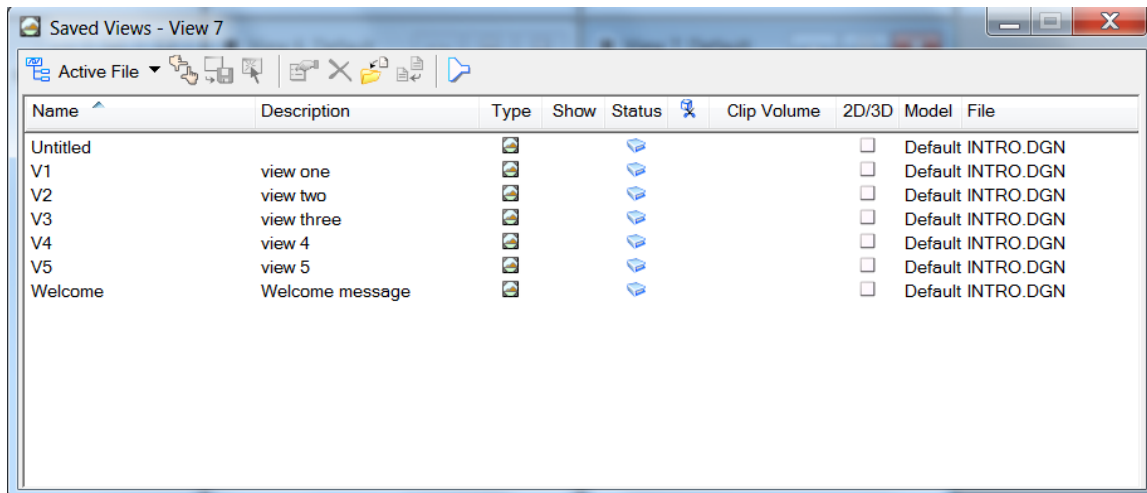 Saved Views - View 7
Active File
Name Description Type Show Status Clip Volume 2D/3D Model File
Untitled Default INTRO.DGN
V1 view one Default INTRO.DGN
V2 view two Default INTRO.DGN
V3 view three Default INTRO.DGN
V4 view 4 Default INTRO.DGN
V5 view 5 Default INTRO.DGN
Welcome Welcome message Default INTRO.DGN